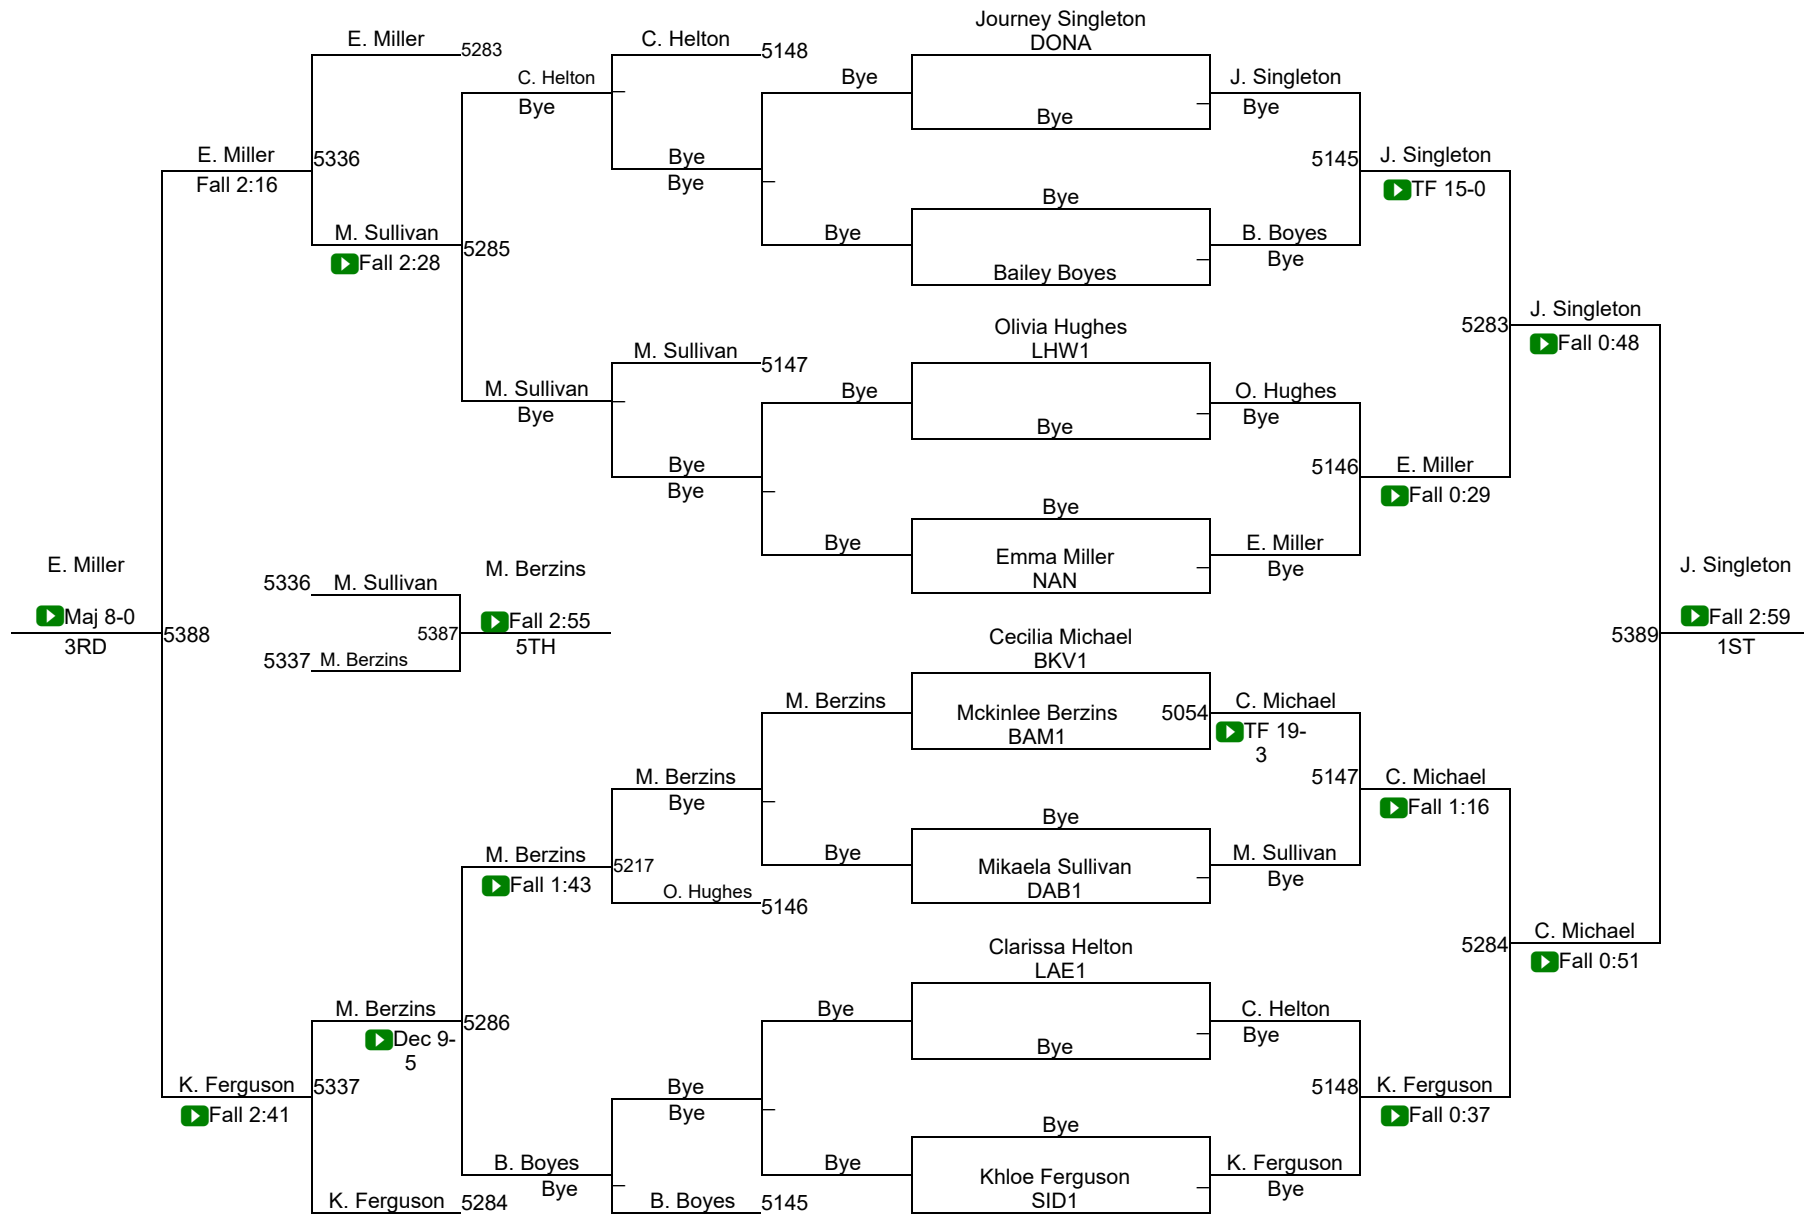 Journey Singleton
DONA
E. Miller
5283
C. Helton
5148
C. Helton
Bye
Bye
J. Singleton
Bye
Bye
Bye
E. Miller
5336
Fall 2:16
Bye
Bye
5145
J. Singleton
TF 15-0
Bye
M. Sullivan
5285
Fall 2:28
Bye
B. Boyes
Bye
Bailey Boyes
Olivia Hughes
LHW1
5283
J. Singleton
Fall 0:48
M. Sullivan
5147
M. Sullivan
Bye
Bye
O. Hughes
Bye
Bye
Bye
Bye
5146
E. Miller
Fall 0:29
Bye
Bye
E. Miller
Bye
Emma Miller
NAN
E. Miller
Maj 8-0
3RD
5388
5336
M. Sullivan
5387
5337
M. Berzins
M. Berzins
Fall 2:55
5TH
J. Singleton
5389
Fall 2:59
1ST
Cecilia Michael
BKV1
M. Berzins
Mckinlee Berzins
5054
BAM1
C. Michael
TF 19-
3
M. Berzins
Bye
5147
C. Michael
Fall 1:16
Bye
M. Berzins
5217
Fall 1:43
Bye
Mikaela Sullivan
DAB1
M. Sullivan
Bye
O. Hughes
5146
Clarissa Helton
LAE1
5284
C. Michael
Fall 0:51
M. Berzins
5286
Dec 9-
5
Bye
C. Helton
Bye
Bye
K. Ferguson
5337
Fall 2:41
Bye
Bye
5148
K. Ferguson
Fall 0:37
Bye
B. Boyes
Bye
Bye
Khloe Ferguson
SID1
K. Ferguson
Bye
K. Ferguson
5284
B. Boyes
5145